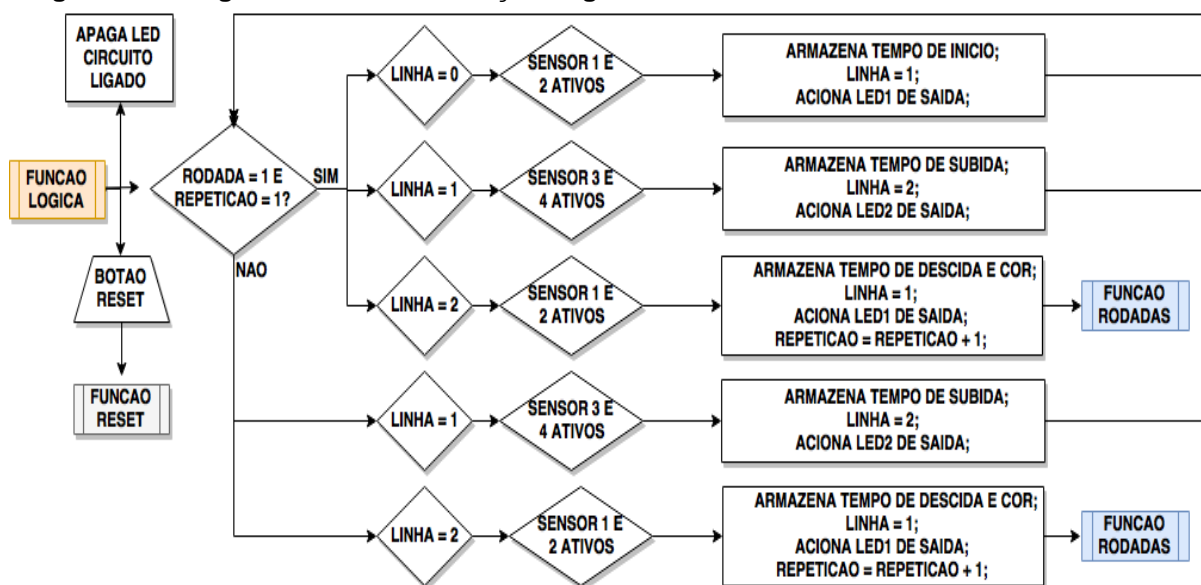 APAGA LED
CIRCUITO
LIGADO
FUNCAO
LOGICA
BOTAO
RESET
FUNCAO
RESET
RODADA = 1 E
REPETICAO = 1?
SIM
NAO
LINHA = 0
SENSOR 1 E
2 ATIVOS
ARMAZENA TEMPO DE INICIO;
LINHA = 1;
ACIONA LED1 DE SAIDA;
LINHA = 1
SENSOR 3 E
4 ATIVOS
ARMAZENA TEMPO DE SUBIDA;
LINHA = 2;
ACIONA LED2 DE SAIDA;
LINHA = 2
SENSOR 1 E
2 ATIVOS
ARMAZENA TEMPO DE DESCIDA E COR;
LINHA = 1;
ACIONA LED1 DE SAIDA;
REPETICAO = REPETICAO + 1;
FUNCAO
RODADAS
LINHA = 1
SENSOR 3 E
4 ATIVOS
ARMAZENA TEMPO DE SUBIDA;
LINHA = 2;
ACIONA LED2 DE SAIDA;
LINHA = 2
SENSOR 1 E
2 ATIVOS
ARMAZENA TEMPO DE DESCIDA E COR;
LINHA = 1;
ACIONA LED1 DE SAIDA;
REPETICAO = REPETICAO + 1;
FUNCAO
RODADAS